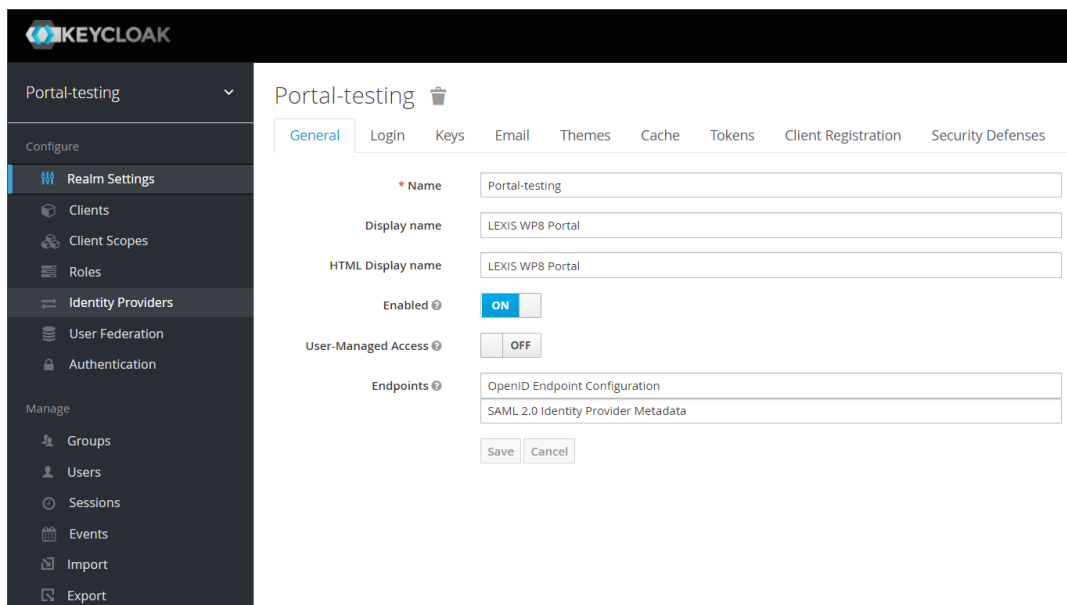 KEYCLOAK
Portal-testing
Configure
Realm Settings
Clients
Client Scopes
Roles
Identity Providers
User Federation
Authentication
Manage
Groups
Users
Sessions
Events
Import
Export
Portal-testing
General Login Keys Email Themes Cache Tokens Client Registration Security Defenses
* Name Portal-testing
Display name LEXIS WP8 Portal
HTML Display name LEXIS WP8 Portal
Enabled ON
User-Managed Access OFF
Endpoints OpenID Endpoint Configuration
SAML 2.0 Identity Provider Metadata
Save Cancel